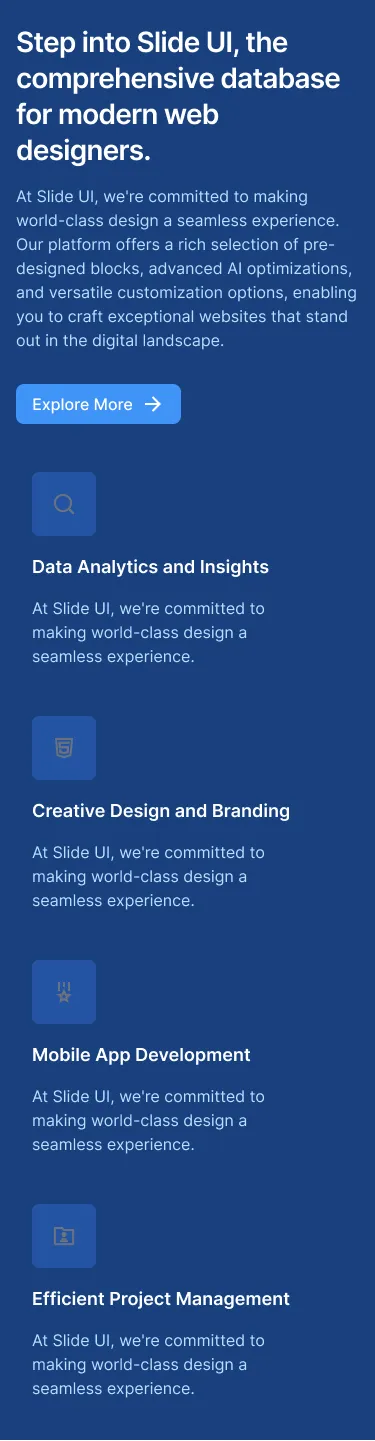 Step into Slide UI, the
comprehensive database
for modern web
designers.
At Slide UI, we're committed to making
world-class design a seamless experience.
Our platform offers a rich selection of pre-
designed blocks, advanced AI optimizations,
and versatile customization options, enabling
you to craft exceptional websites that stand
out in the digital landscape.
Explore More
Data Analytics and Insights
At Slide UI, we're committed to
making world-class design a
seamless experience.
Creative Design and Branding
At Slide UI, we're committed to
making world-class design a
seamless experience.
Mobile App Development
At Slide UI, we're committed to
making world-class design a
seamless experience.
Efficient Project Management
At Slide UI, we're committed to
making world-class design a
seamless experience.